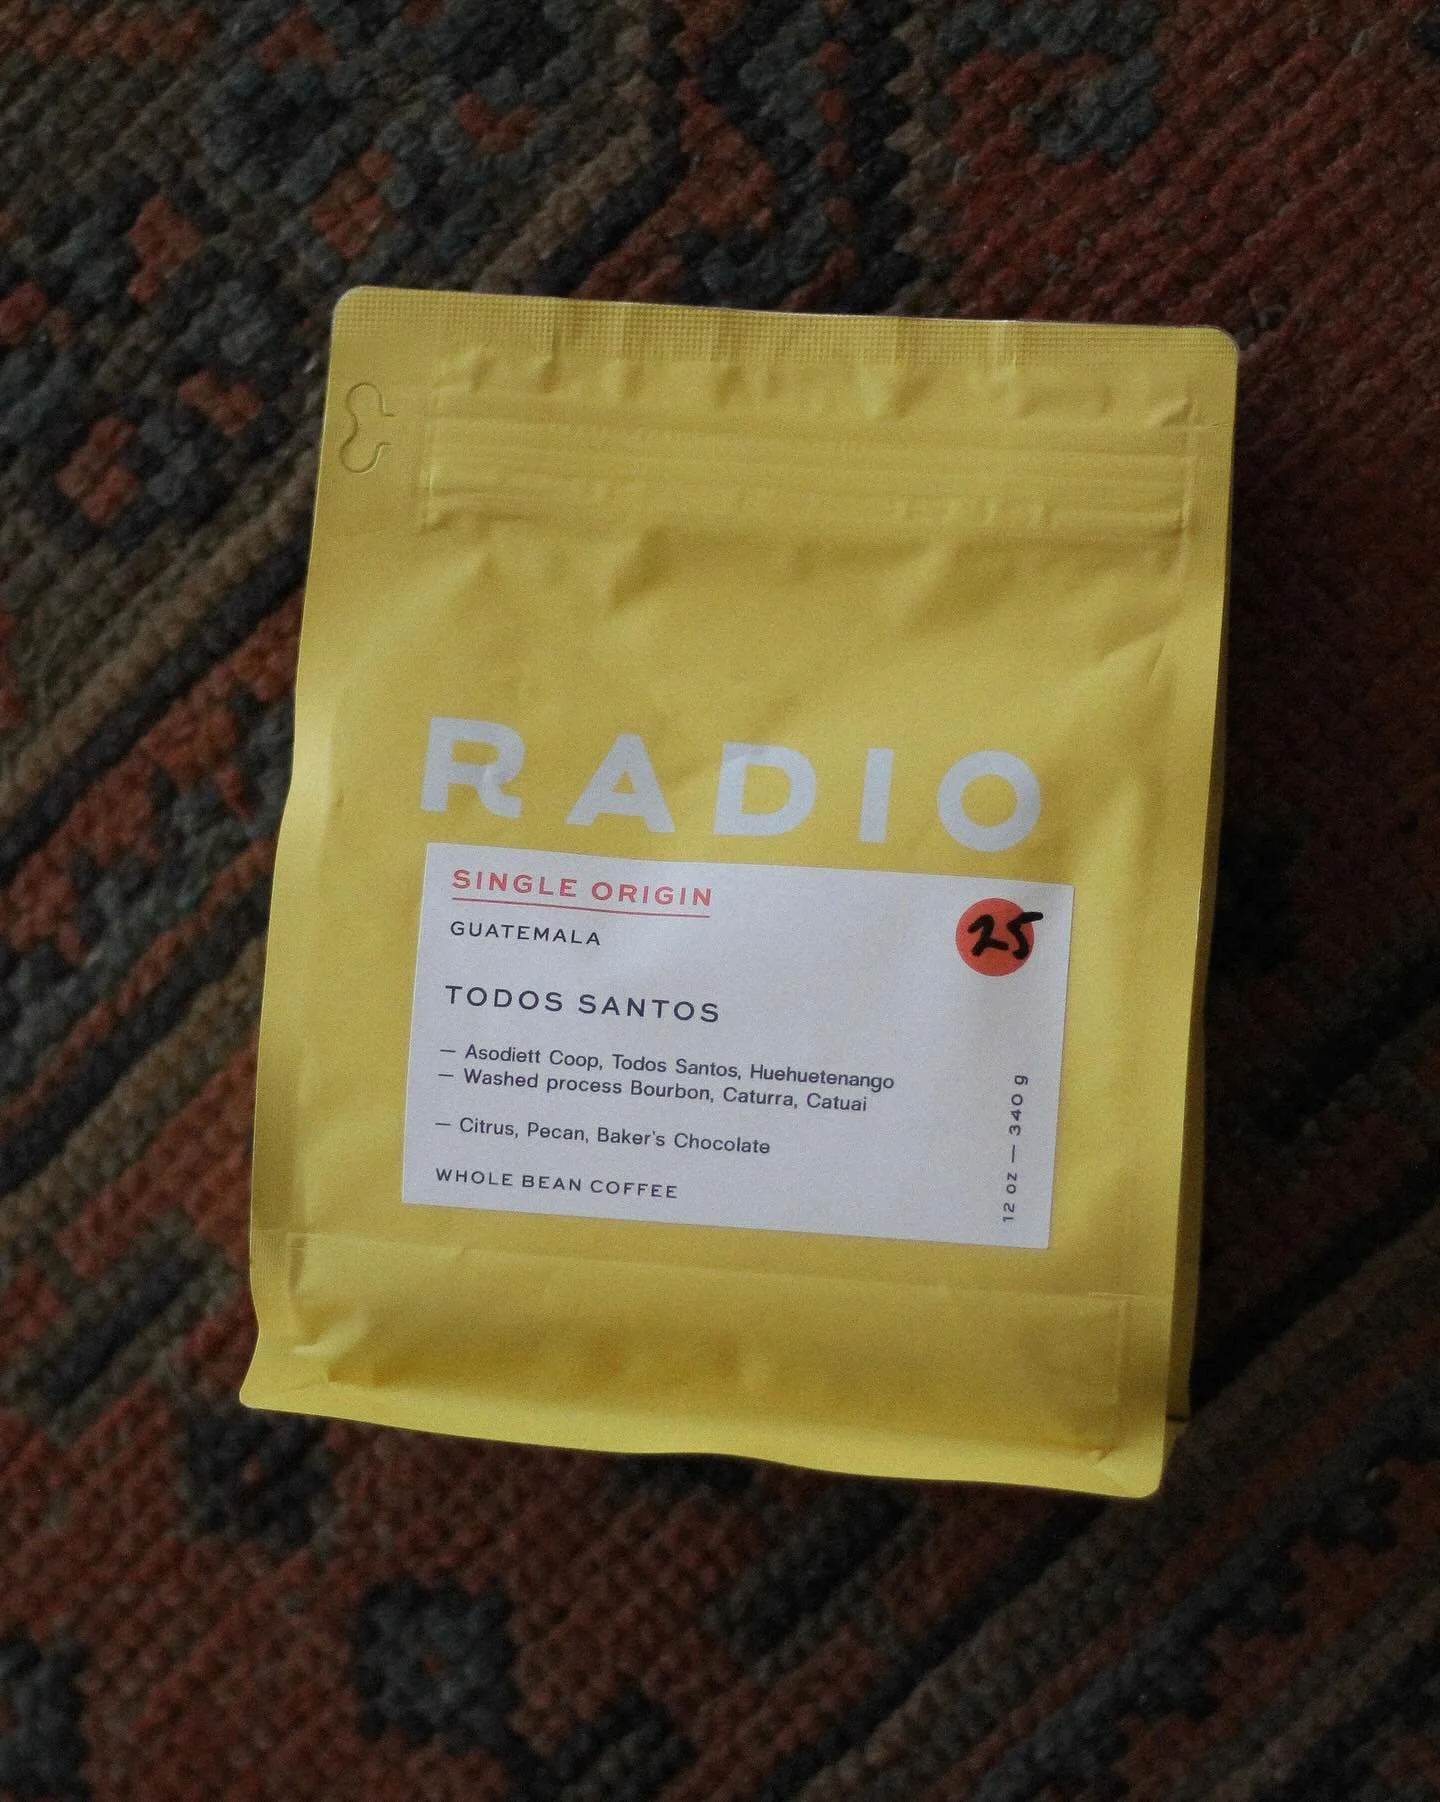 RADIO
SINGLE ORIGIN
25
GUATEMALA
TODOS SANTOS
— Asodiett Coop, Todos Santos, Huehuetenango
— Washed process Bourbon, Caturra, Catuai
— Citrus, Pecan, Baker's Chocolate
WHOLE BEAN COFFEE
12 oz — 340 g